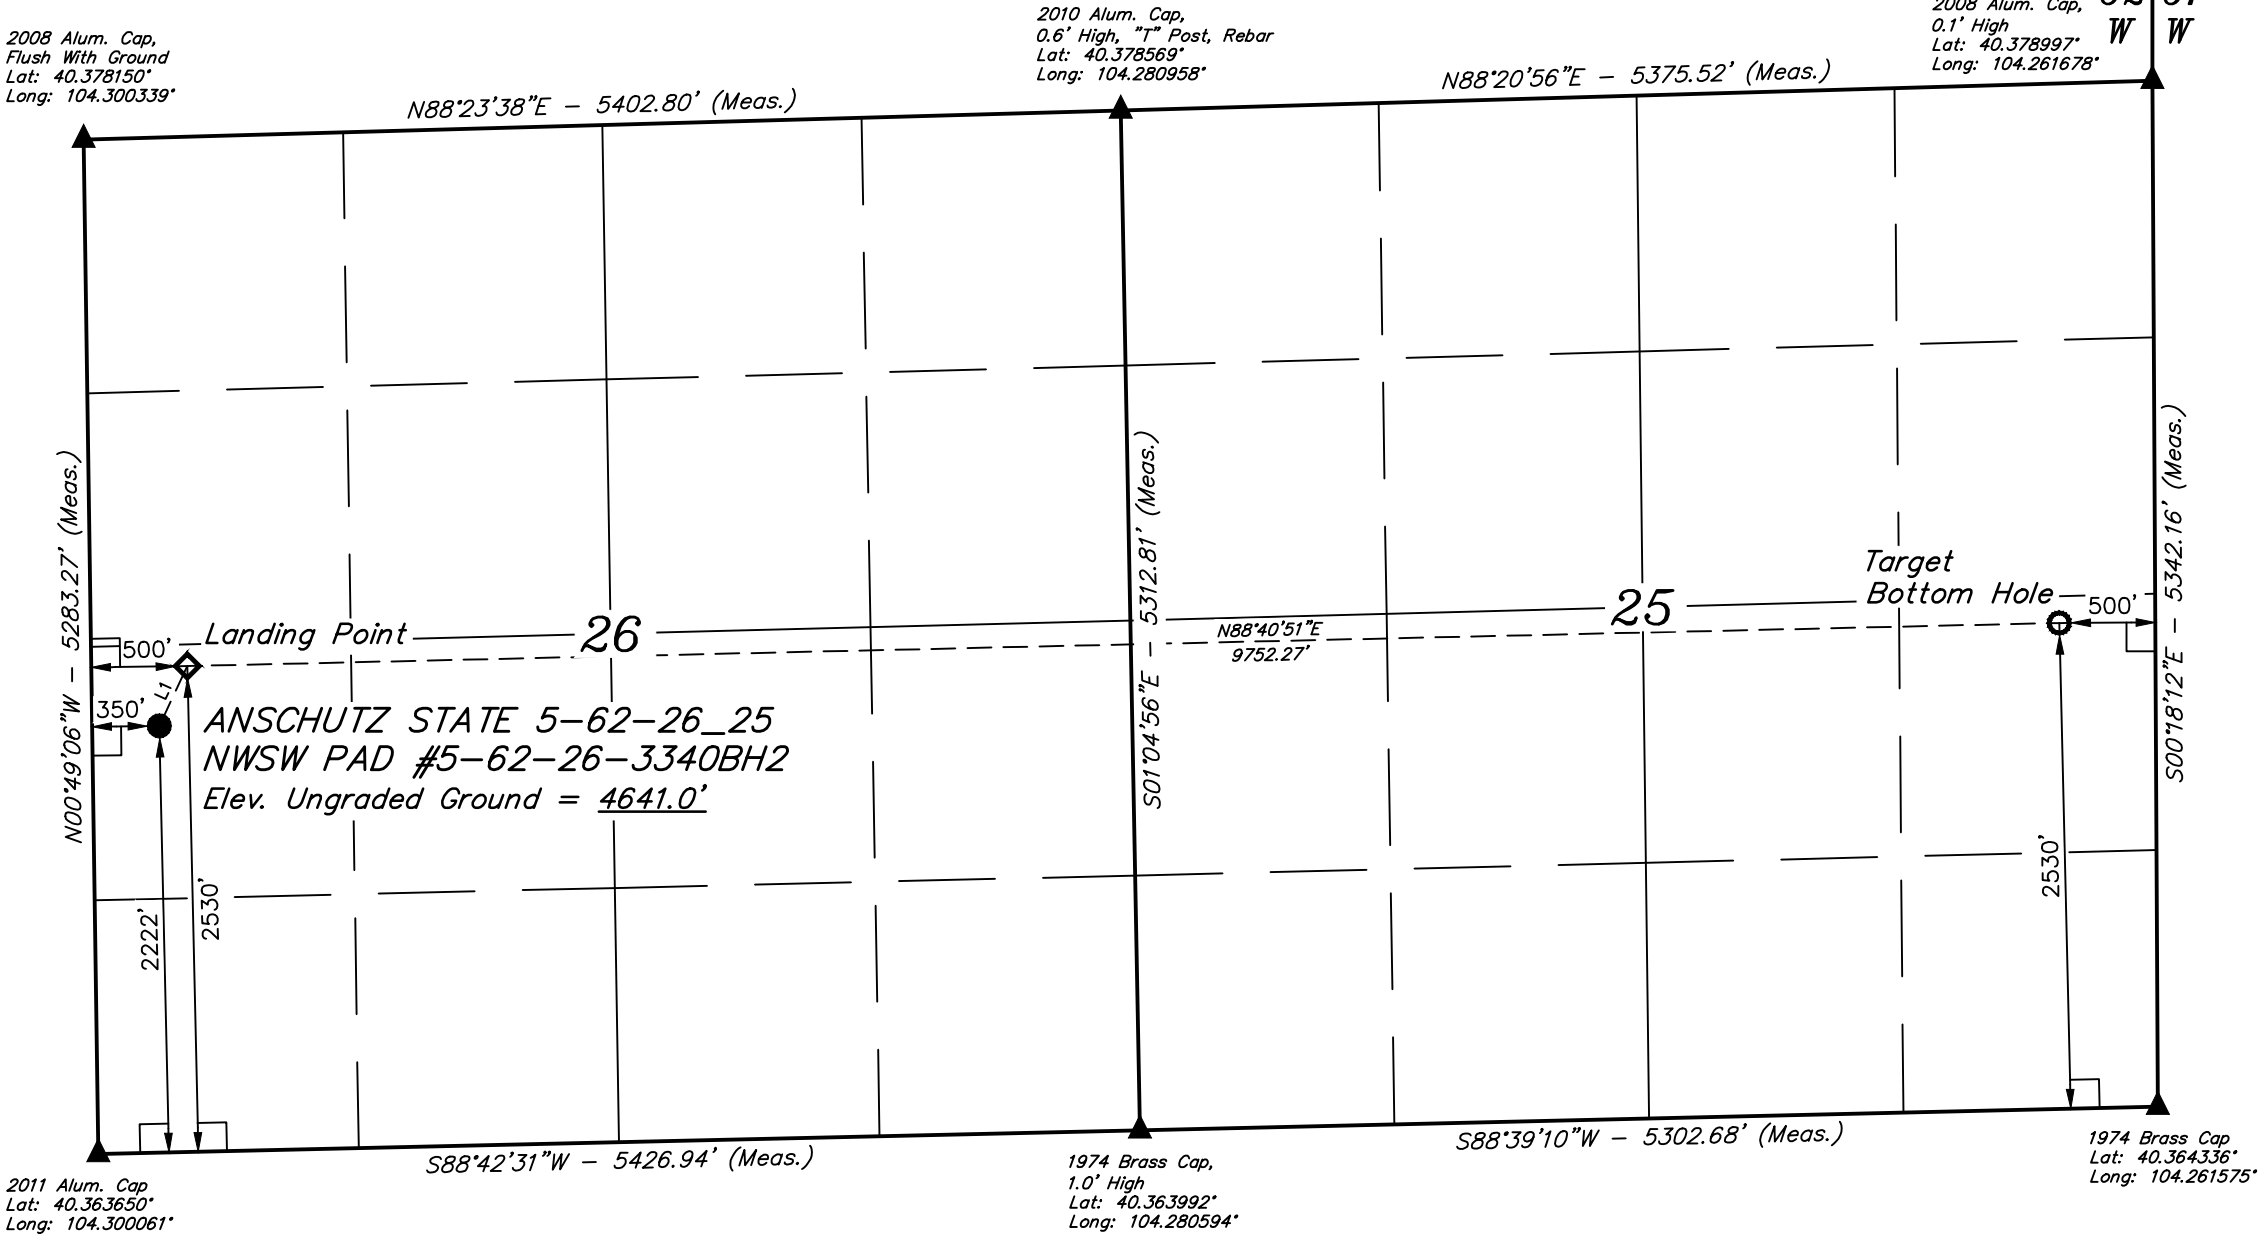 2008 Alum. Cap,
Flush With Ground
Lat: 40.378150°
Long: 104.300339°
2010 Alum. Cap,
0.6' High, "T" Post, Rebar
Lat: 40.378569°
Long: 104.280958°
2008 Alum. Cap,
0.1' High
Lat: 40.378997°
Long: 104.261678°
W W
N88°23'38"E – 5402.80' (Meas.)
N88°20'56"E – 5375.52' (Meas.)
N00°49'06"W – 5283.27' (Meas.)
S01°04'56"E – 5312.81' (Meas.)
S00°18'12"E – 5342.16' (Meas.)
Target
Bottom Hole
500'
25
26
Landing Point
500'
N88°40'51"E
9752.27'
L1
350'
ANSCHUTZ STATE 5-62-26_25
NWSW PAD #5-62-26-3340BH2
Elev. Ungraded Ground = 4641.0'
2222'
2530'
2530'
S88°42'31"W – 5426.94' (Meas.)
S88°39'10"W – 5302.68' (Meas.)
2011 Alum. Cap
Lat: 40.363650°
Long: 104.300061°
1974 Brass Cap,
1.0' High
Lat: 40.363992°
Long: 104.280594°
1974 Brass Cap
Lat: 40.364336°
Long: 104.261575°